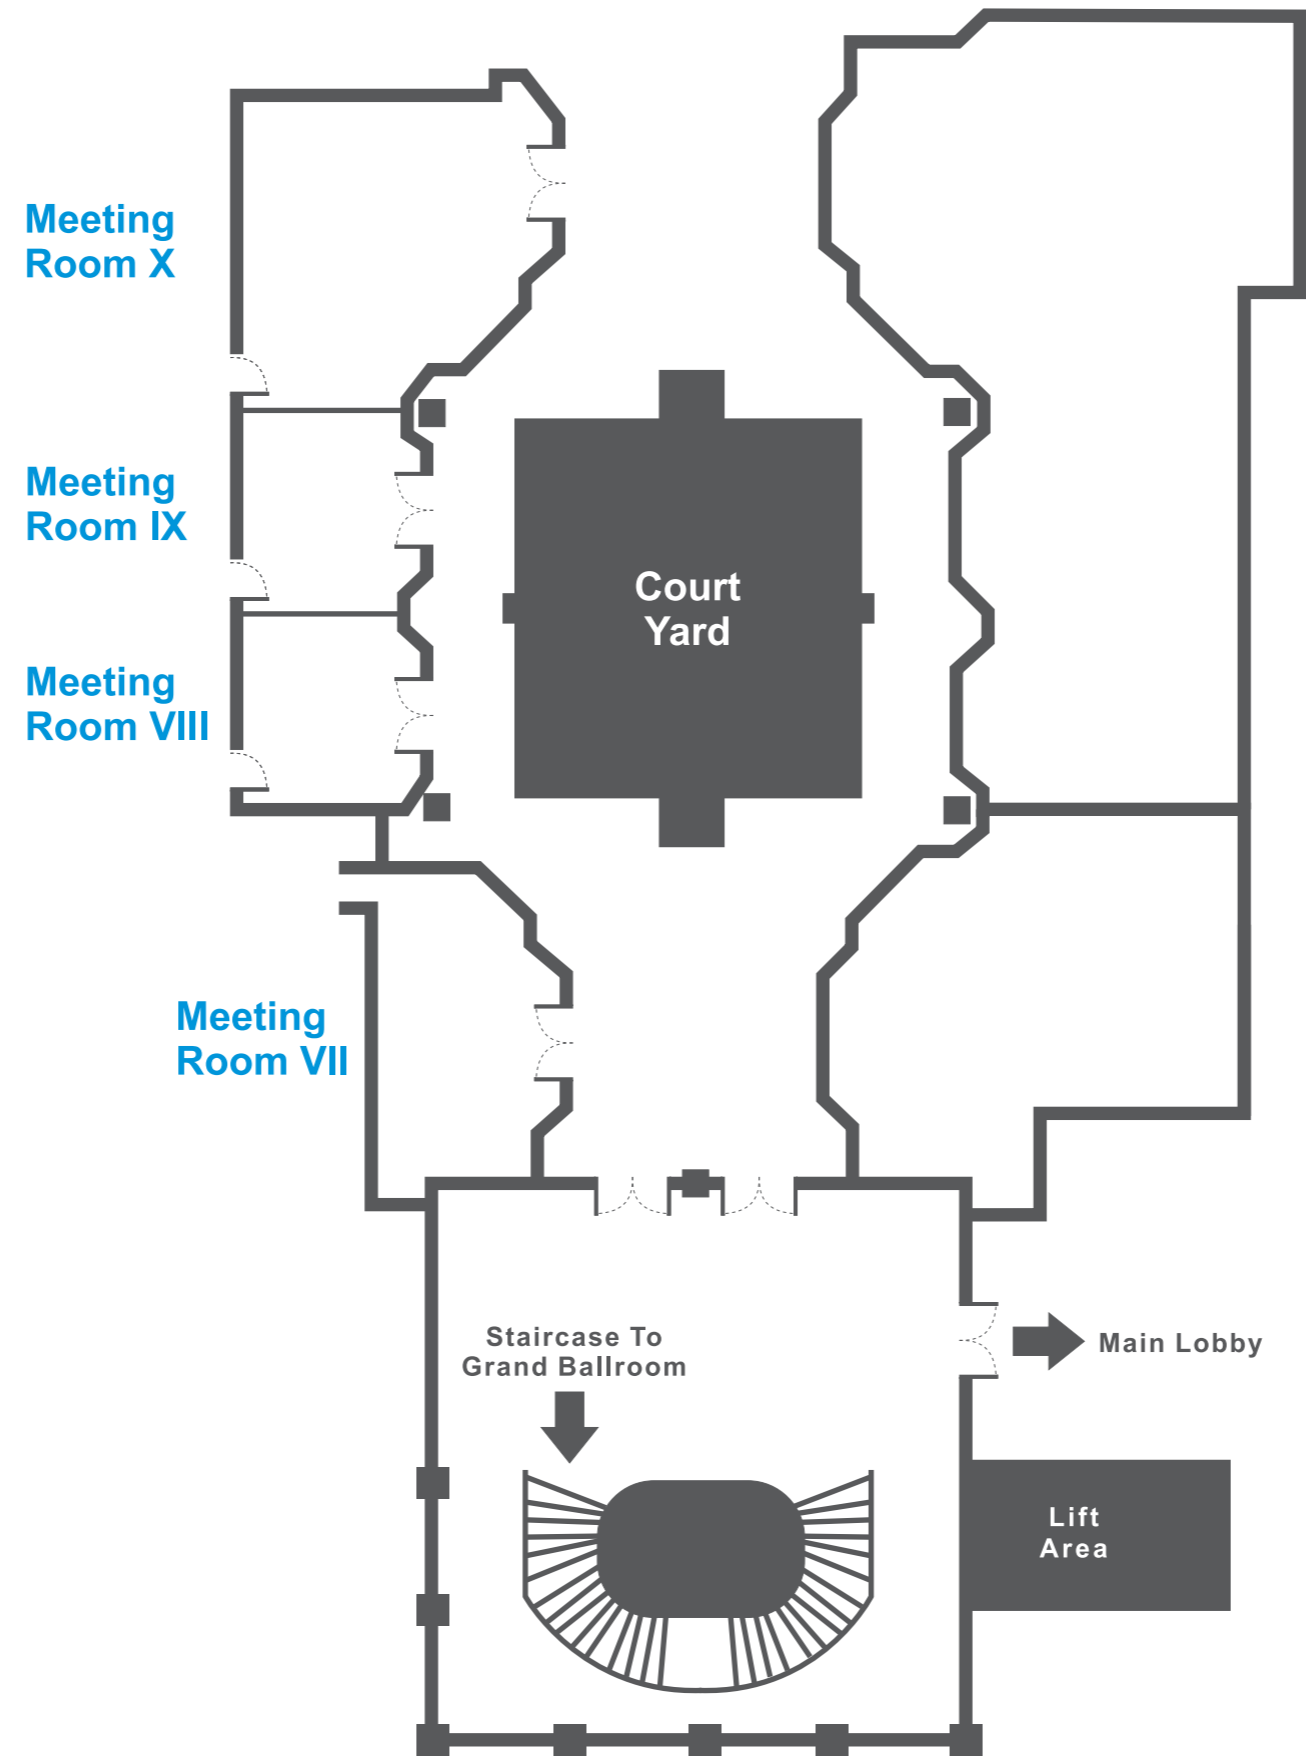 Meeting
Room X
Meeting
Room IX
Court
Yard
Meeting
Room VIII
Meeting
Room VII
Staircase To
Grand Ballroom
Main Lobby
Lift
Area